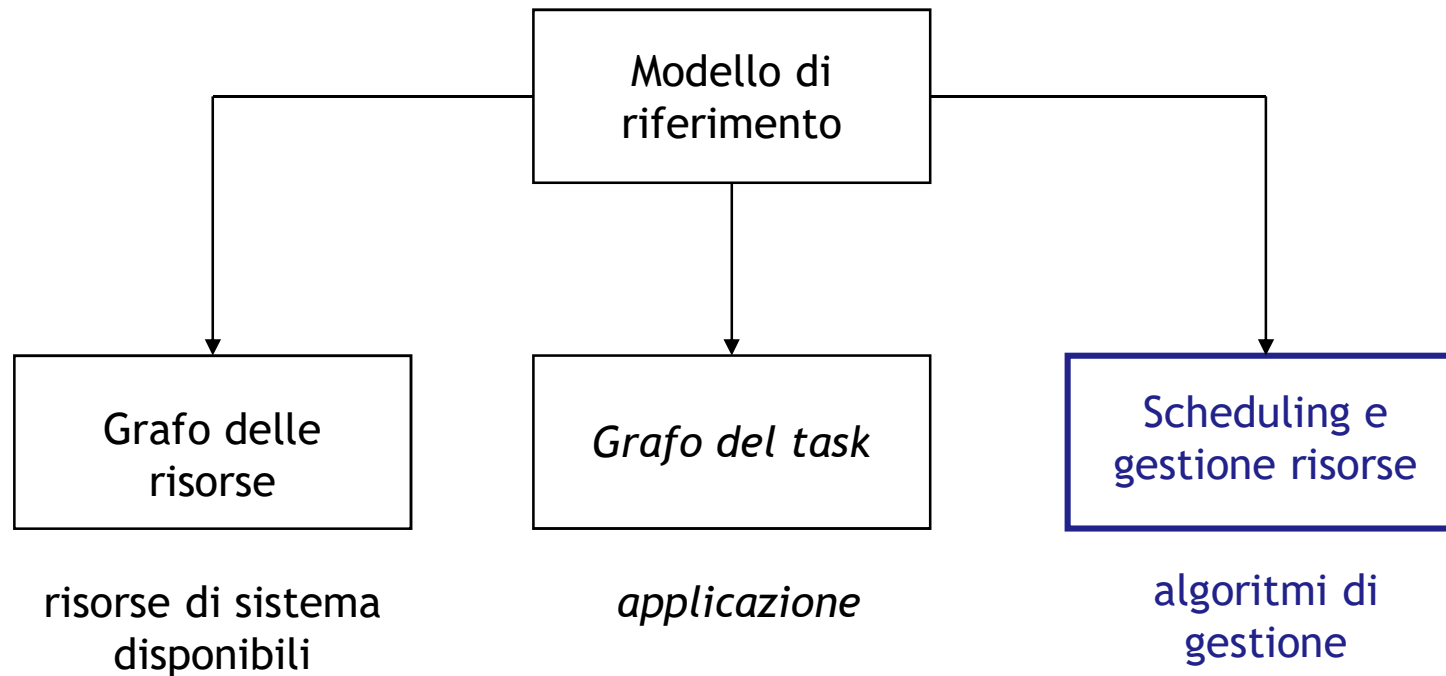 Modello di
riferimento
Grafo delle
risorse
Grafo del task
Scheduling e
gestione risorse
risorse di sistema
disponibili
applicazione
algoritmi di
gestione